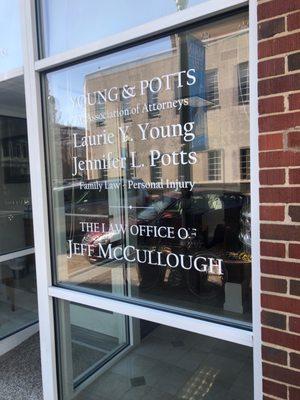 YOUNG & POTTS
An Association of Attorneys
Laurie Y. Young
Jennifer L. Potts
Family Law - Personal Injury
THE LAW OFFICE OF
JEFF MCCULLOUGH